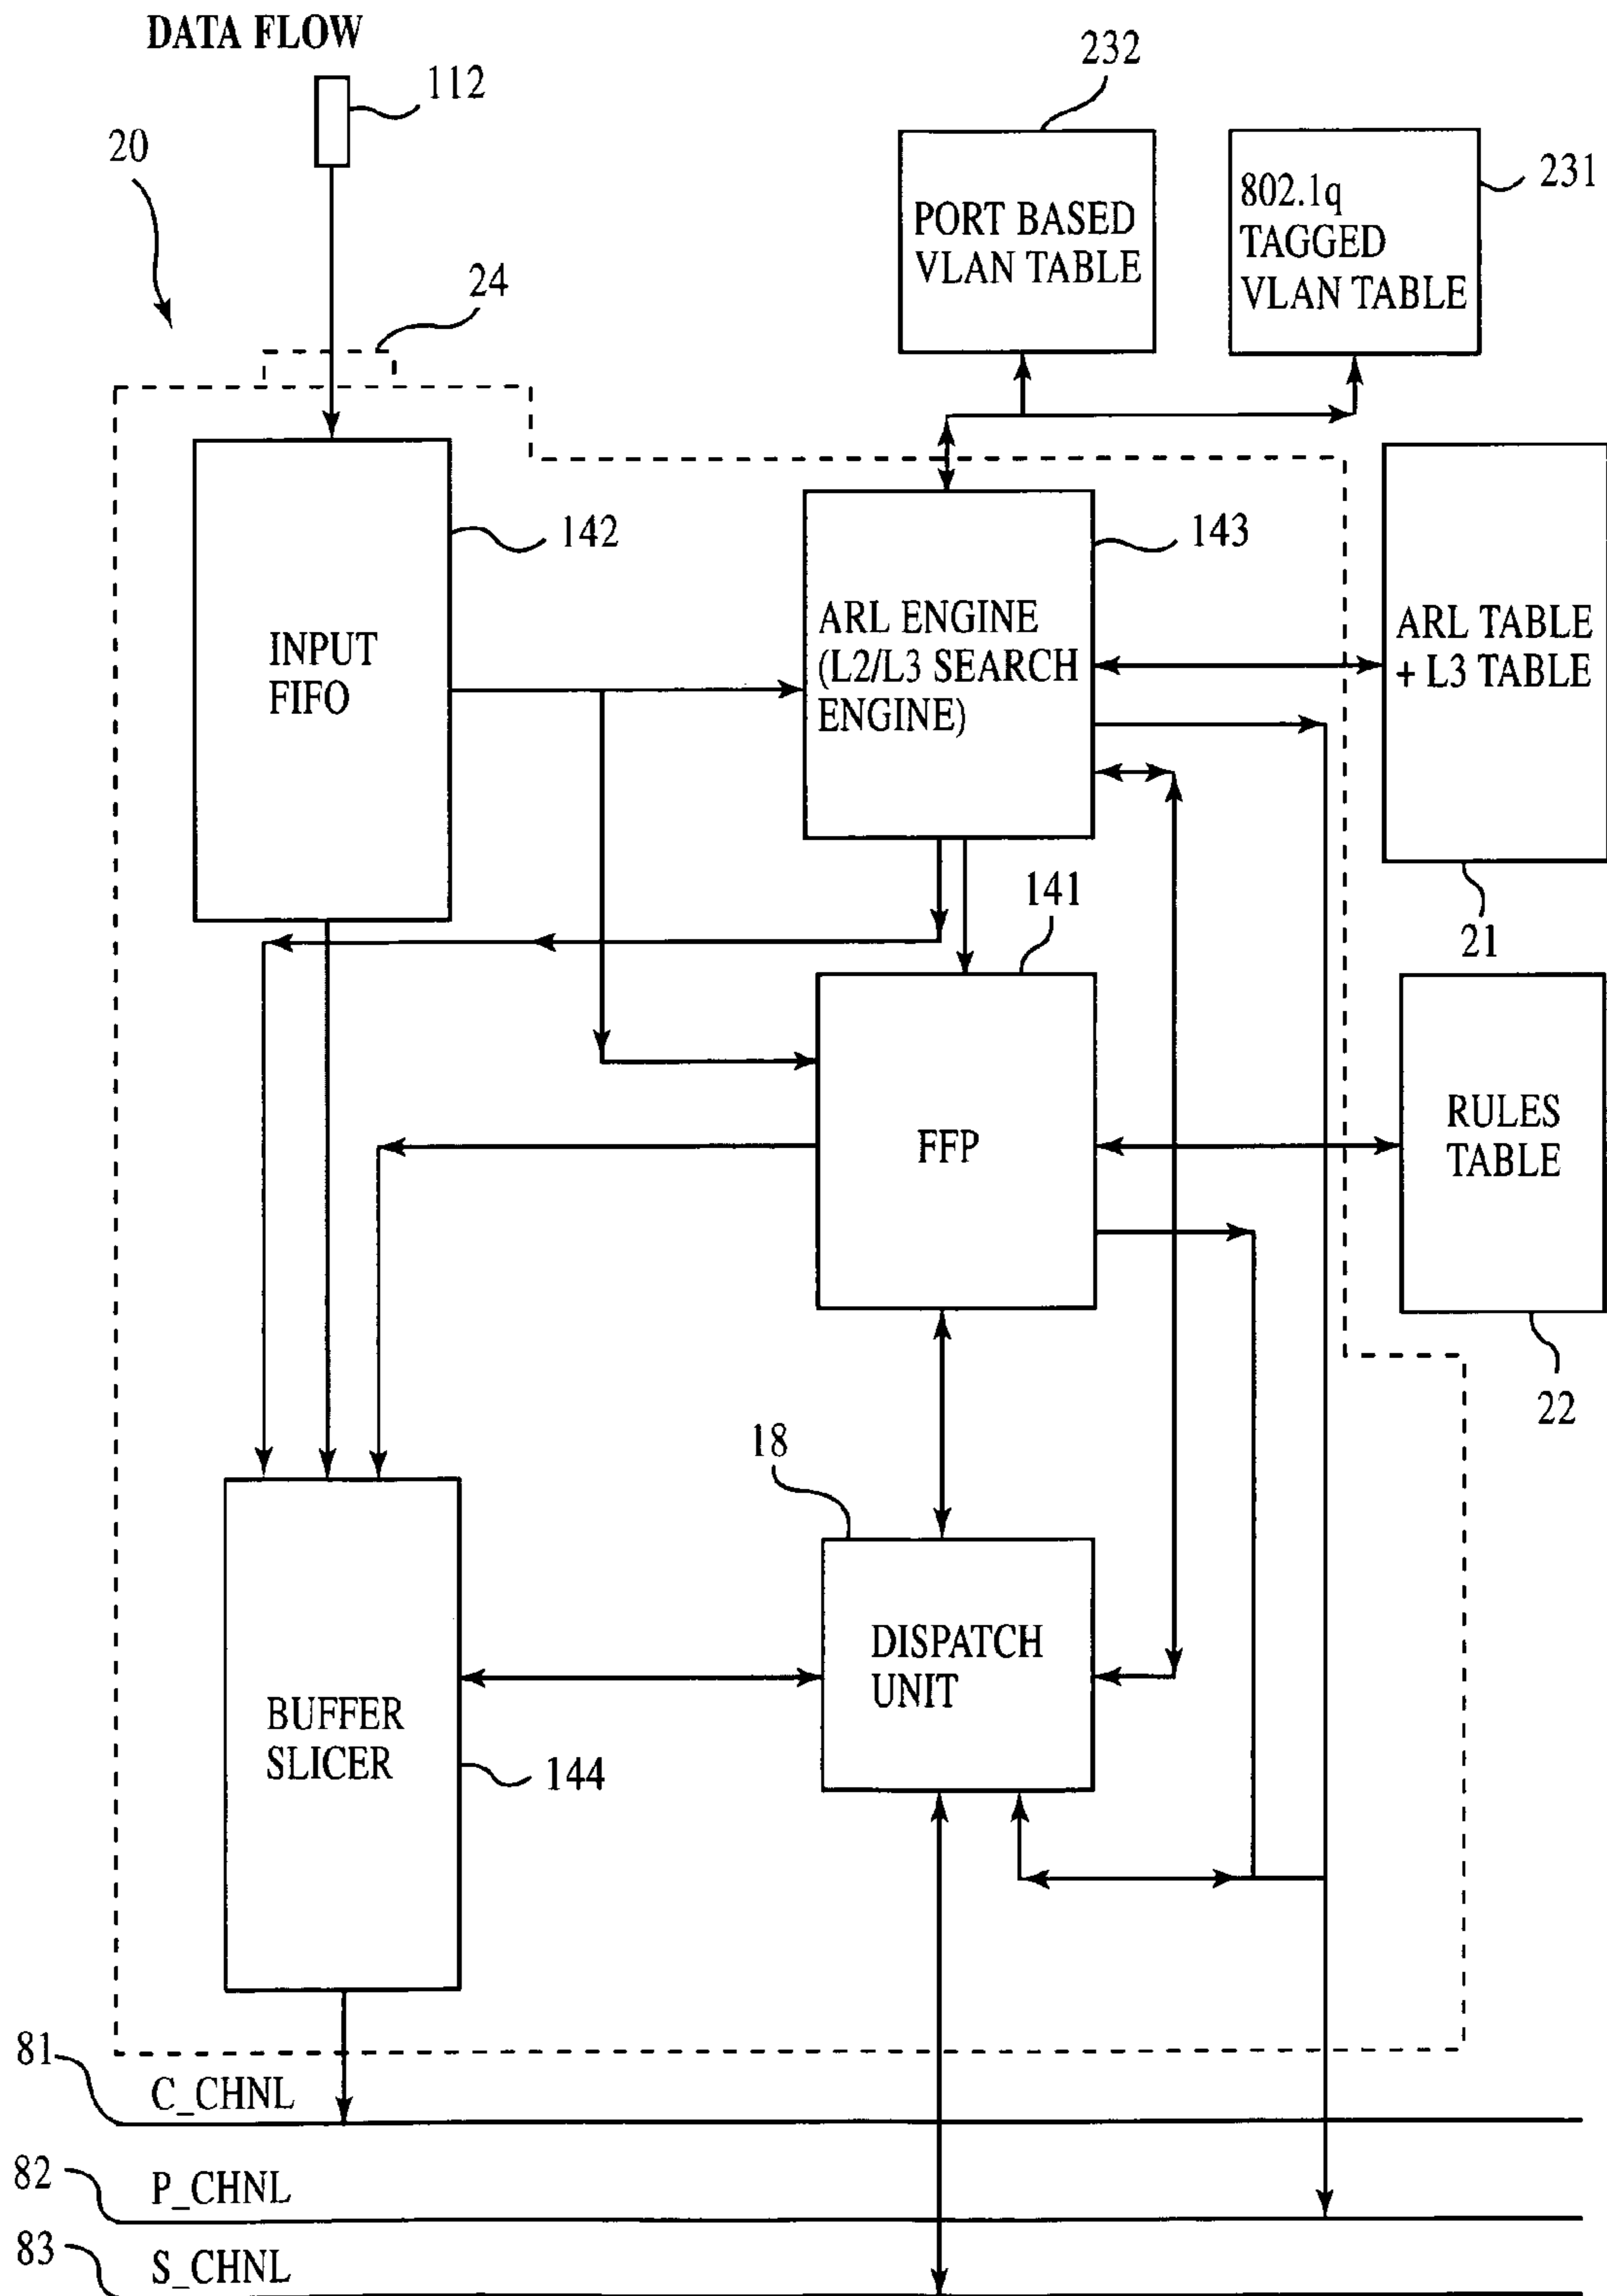 DATA FLOW
112
20
24
232
231
PORT BASED
VLAN TABLE
802.1q
TAGGED
VLAN TABLE
142
143
INPUT
FIFO
ARL ENGINE
(L2/L3 SEARCH
ENGINE)
ARL TABLE
+ L3 TABLE
21
141
FFP
RULES
TABLE
22
18
DISPATCH
UNIT
BUFFER
SLICER
144
81
C_CHNL
82
P_CHNL
83
S_CHNL